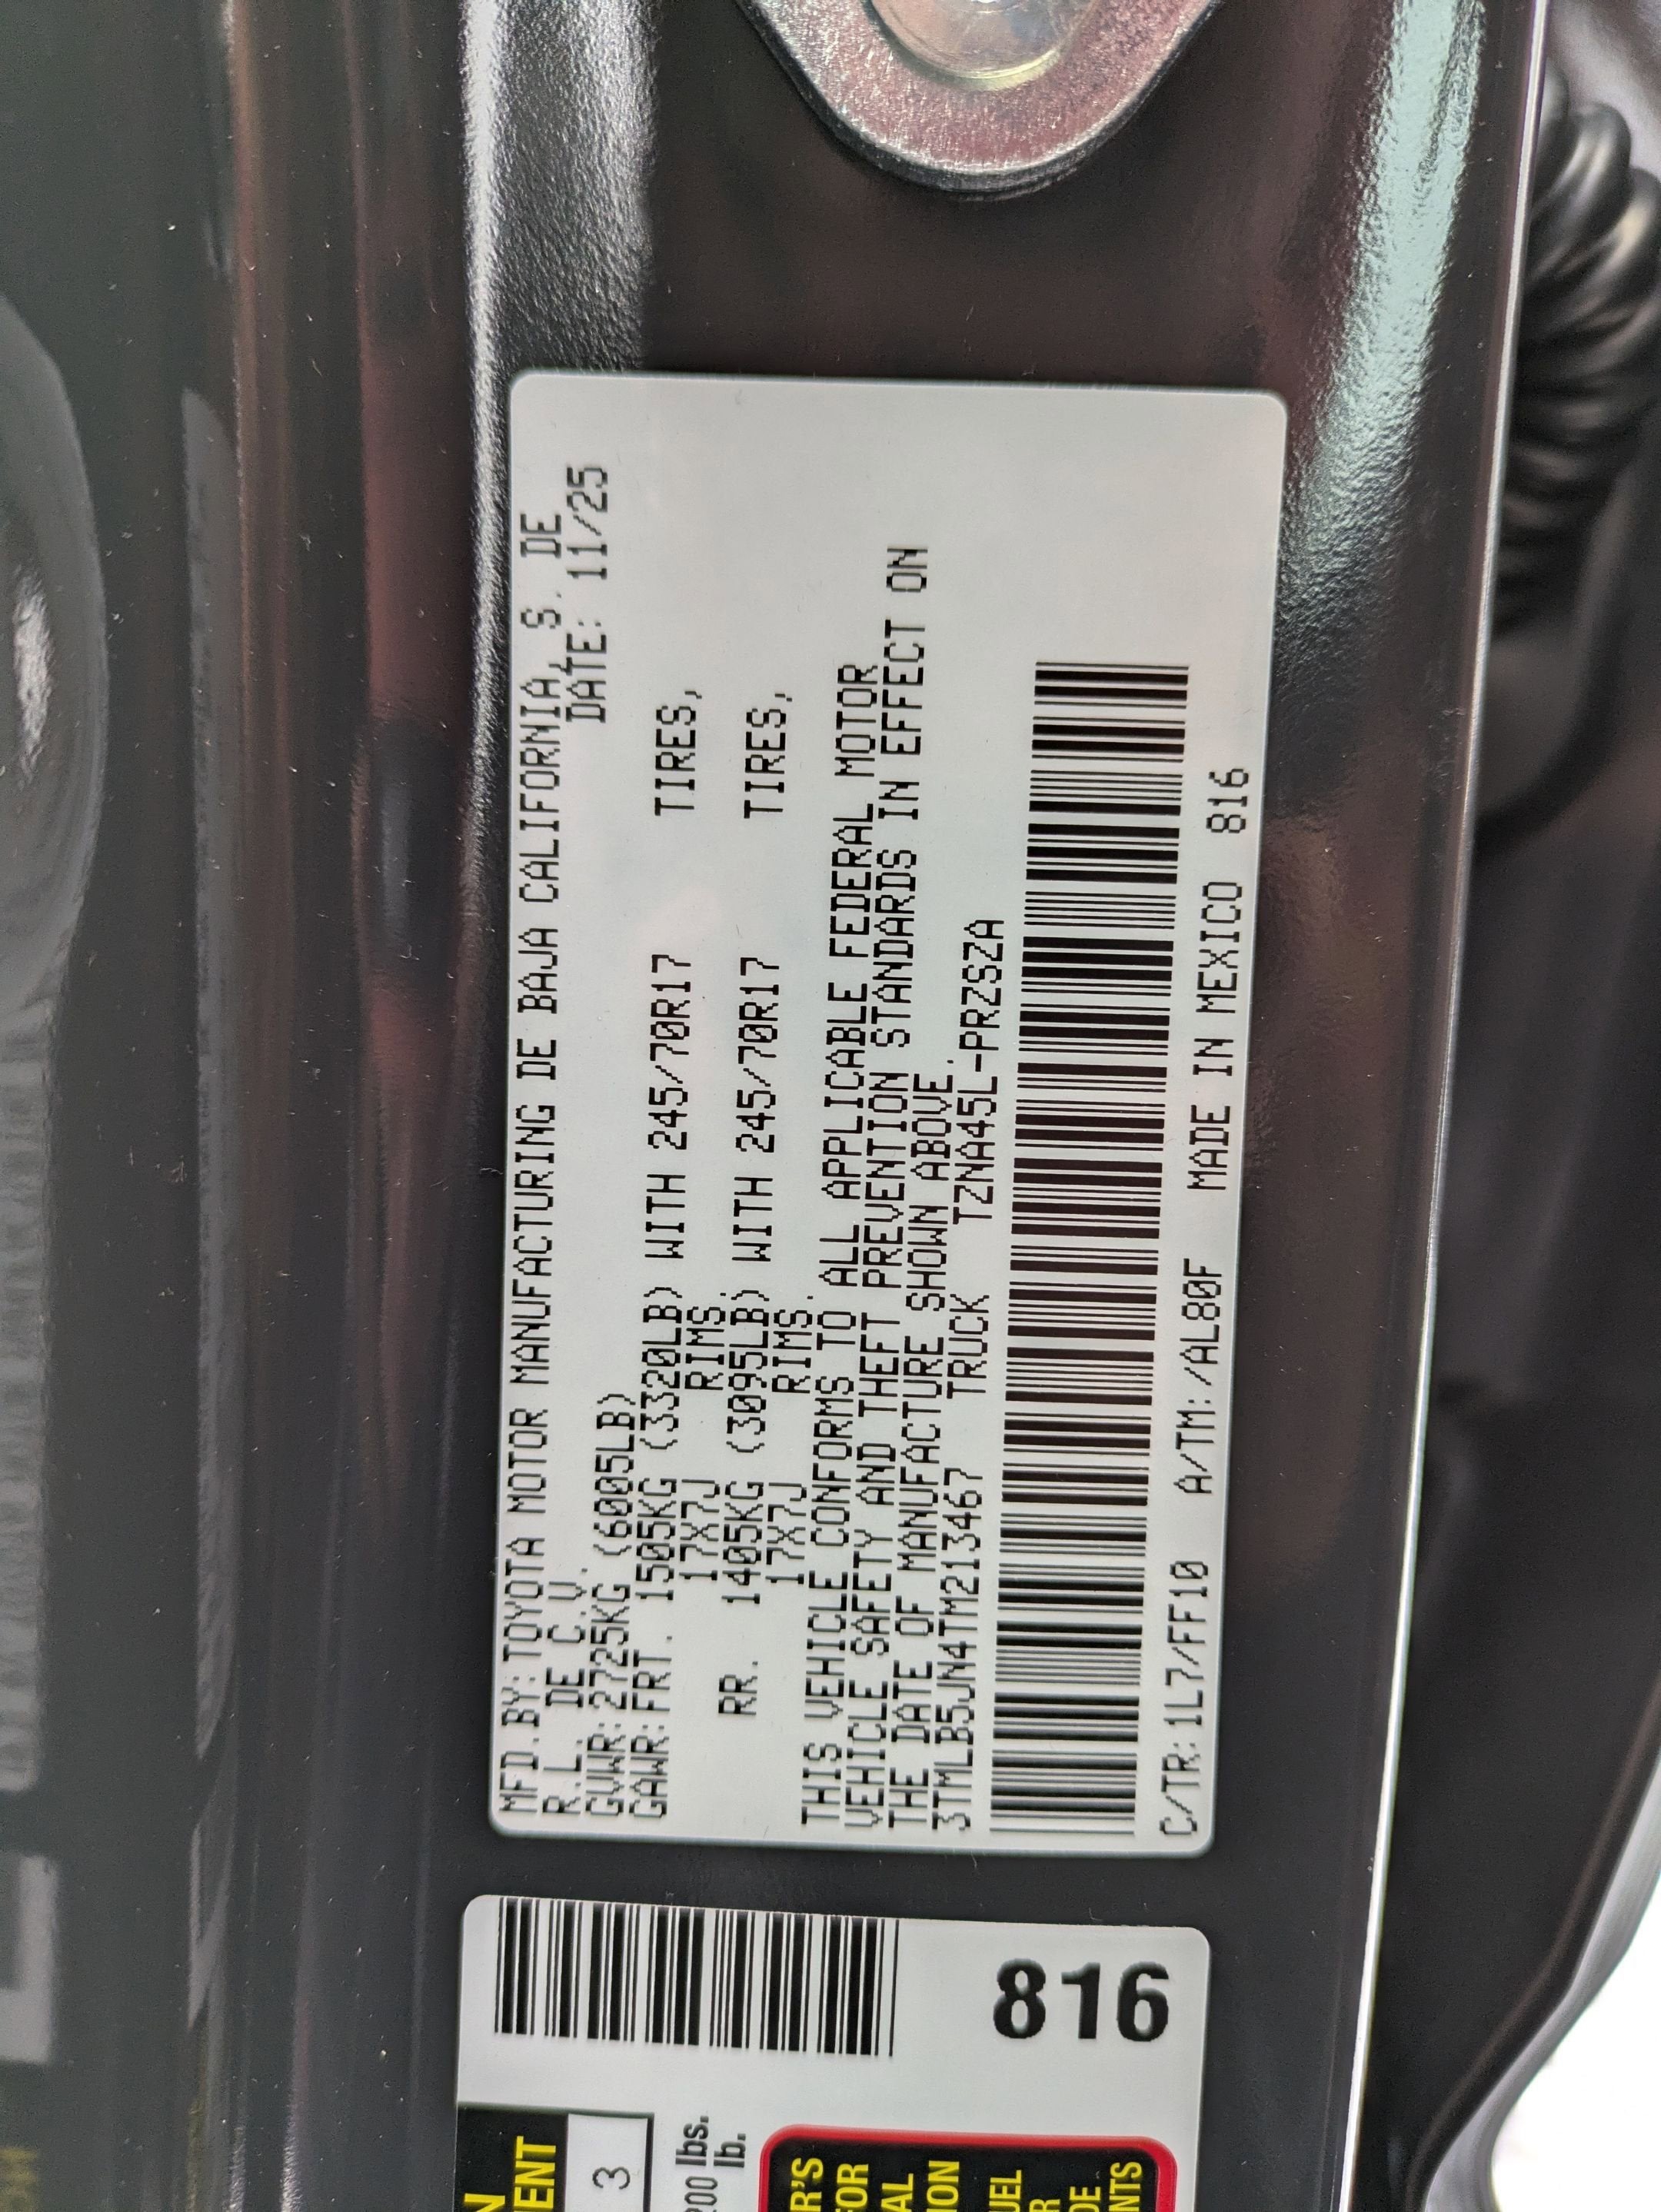 MFD.BY:TOYOTA MOTOR MANUFACTURING DE BAJA CALIFORNIA, S. DE
R.L. DE C.V. DATE: 11/25
GVWR:2725KG (6005LB)
GAWR:FRT. 1505KG (3320LB) WITH 245/70R17 TIRES,
17X7J RIMS.
RR. 1405KG (3095LB) WITH 245/70R17 TIRES,
17X7J RIMS.
THIS VEHICLE CONFORMS TO ALL APPLICABLE FEDERAL MOTOR
VEHICLE SAFETY AND THEFT PREVENTION STANDARDS IN EFFECT ON
THE DATE OF MANUFACTURE SHOWN ABOVE.
3TMLB5JN4TM213467 TRUCK TZNA45L-PRZSZA
C/TR:1L7/FF10 A/TM:/AL80F MADE IN MEXICO 816
816
3
lbs.
lb.